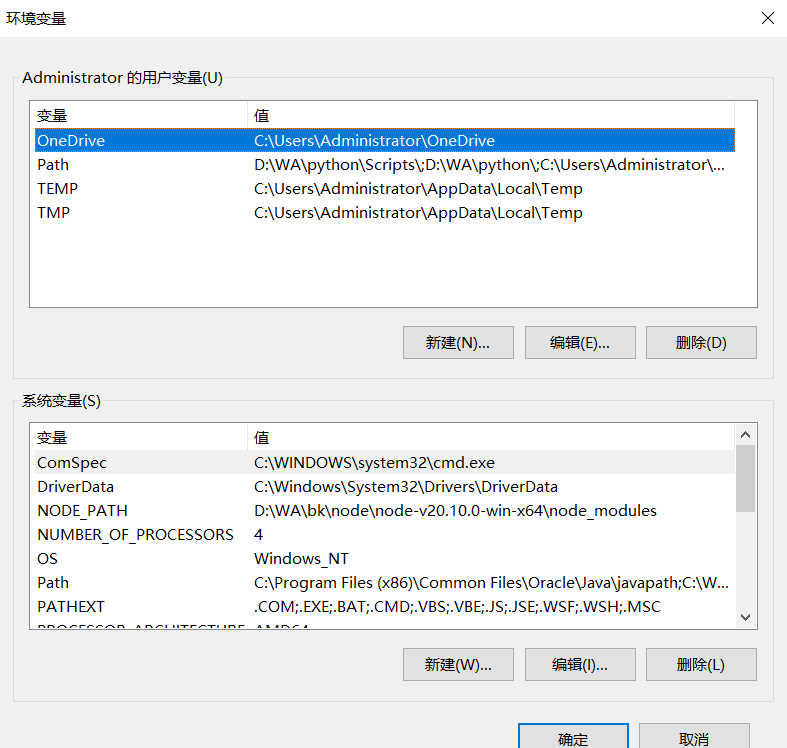 环境变量
Administrator 的用户变量(U)
变量 值
OneDrive C:\Users\Administrator\OneDrive
Path D:\WA\python\Scripts\;D:\WA\python\;C:\Users\Administrator\...
TEMP C:\Users\Administrator\AppData\Local\Temp
TMP C:\Users\Administrator\AppData\Local\Temp
新建(N)... 编辑(E)... 删除(D)
系统变量(S)
变量 值
ComSpec C:\WINDOWS\system32\cmd.exe
DriverData C:\Windows\System32\Drivers\DriverData
NODE_PATH D:\WA\bk\node\node-v20.10.0-win-x64\node_modules
NUMBER_OF_PROCESSORS 4
OS Windows_NT
Path C:\Program Files (x86)\Common Files\Oracle\Java\javapath;C:\W...
PATHEXT .COM;.EXE;.BAT;.CMD;.VBS;.VBE;.JS;.JSE;.WSF;.WSH;.MSC
PROCESSOR_ARCHITECTURE AMD64
新建(W)... 编辑(I)... 删除(L)
确定 取消